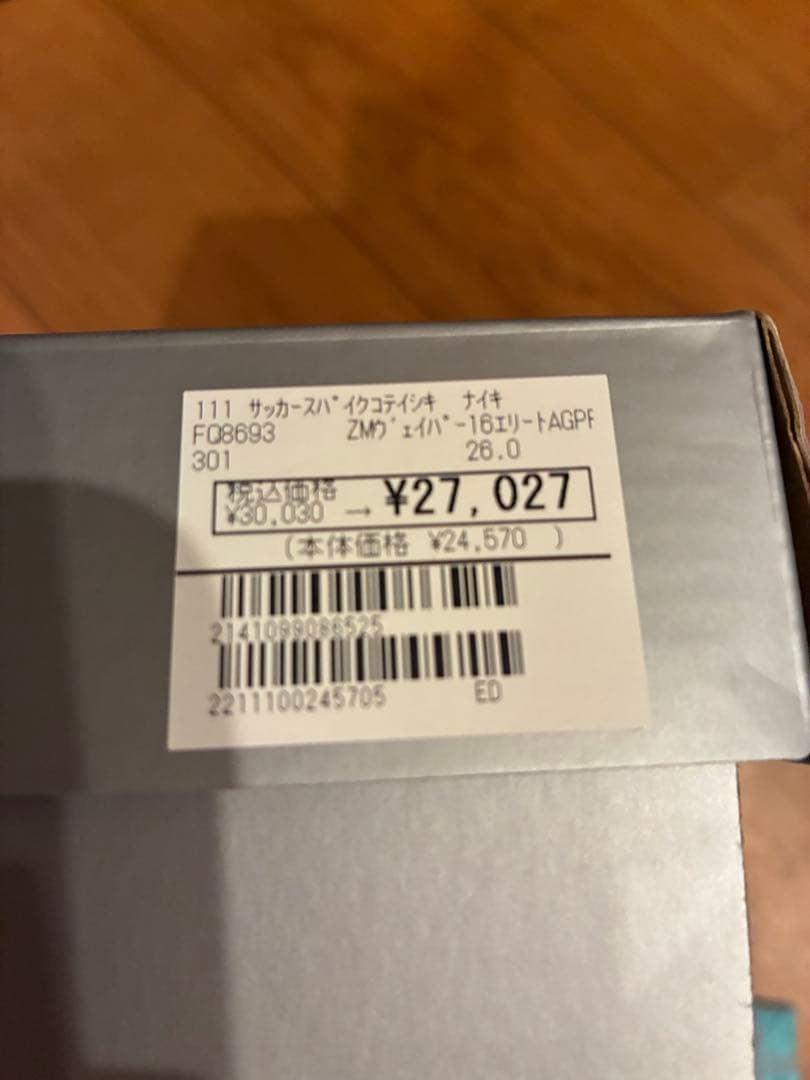 111 ｻｯｶｰｽﾊﾟｲｸｺﾃｲｼｷ ﾅｲｷ
FQ8693 ZMｳﾞｪｲﾊﾟｰ16ｴﾘｰﾄAGPR
301 26.0
税込価格
¥30,030 → ¥27,027
(本体価格 ¥24,570 )
2141099086525
2211100245705 ED